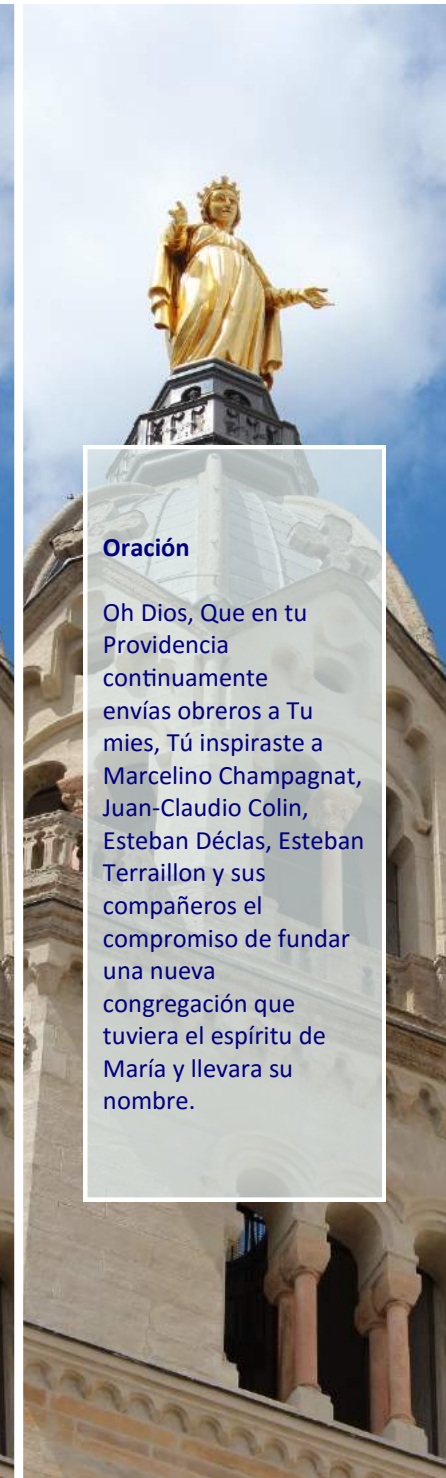 Oración
Oh Dios, Que en tu
Providencia
continuamente
envías obreros a Tu
mies, Tú inspiraste a
Marcelino Champagnat,
Juan-Claudio Colin,
Esteban Déclas, Esteban
Terraillon y sus
compañeros el
compromiso de fundar
una nueva
congregación que
tuviera el espíritu de
María y llevara su
nombre.